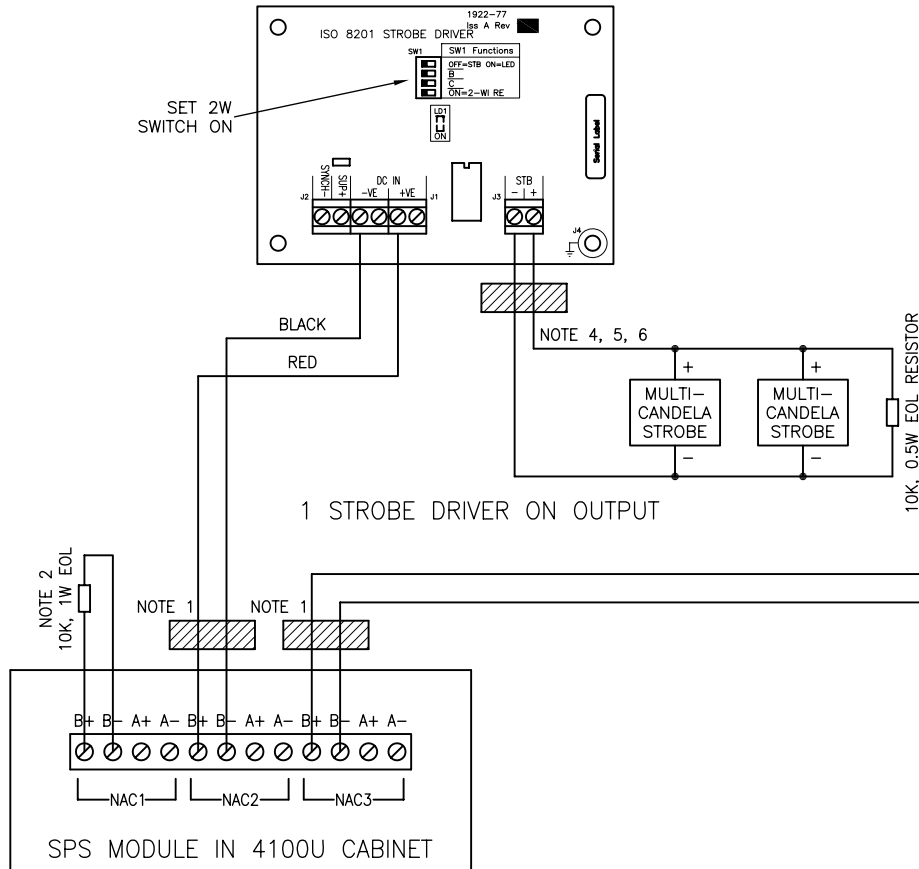 1922-77
Iss A Rev
ISO 8201 STROBE DRIVER
SW1
SW1 Functions
OFF=STB ON=LED
B
C
ON=2-WI RE
SET 2W
SWITCH ON
LD1
ON
Serial Label
SYNCH-
SUP+
DC IN
-VE
+VE
J2
J1
STB
- +
J3
J4
BLACK
RED
NOTE 4, 5, 6
+
MULTI-
CANDELA
STROBE
-
+
MULTI-
CANDELA
STROBE
-
10K, 0.5W EOL RESISTOR
1 STROBE DRIVER ON OUTPUT
NOTE 2
10K, 1W EOL
NOTE 1
NOTE 1
B+ B- A+ A- B+ B- A+ A- B+ B- A+ A-
NAC1
NAC2
NAC3
SPS MODULE IN 4100U CABINET